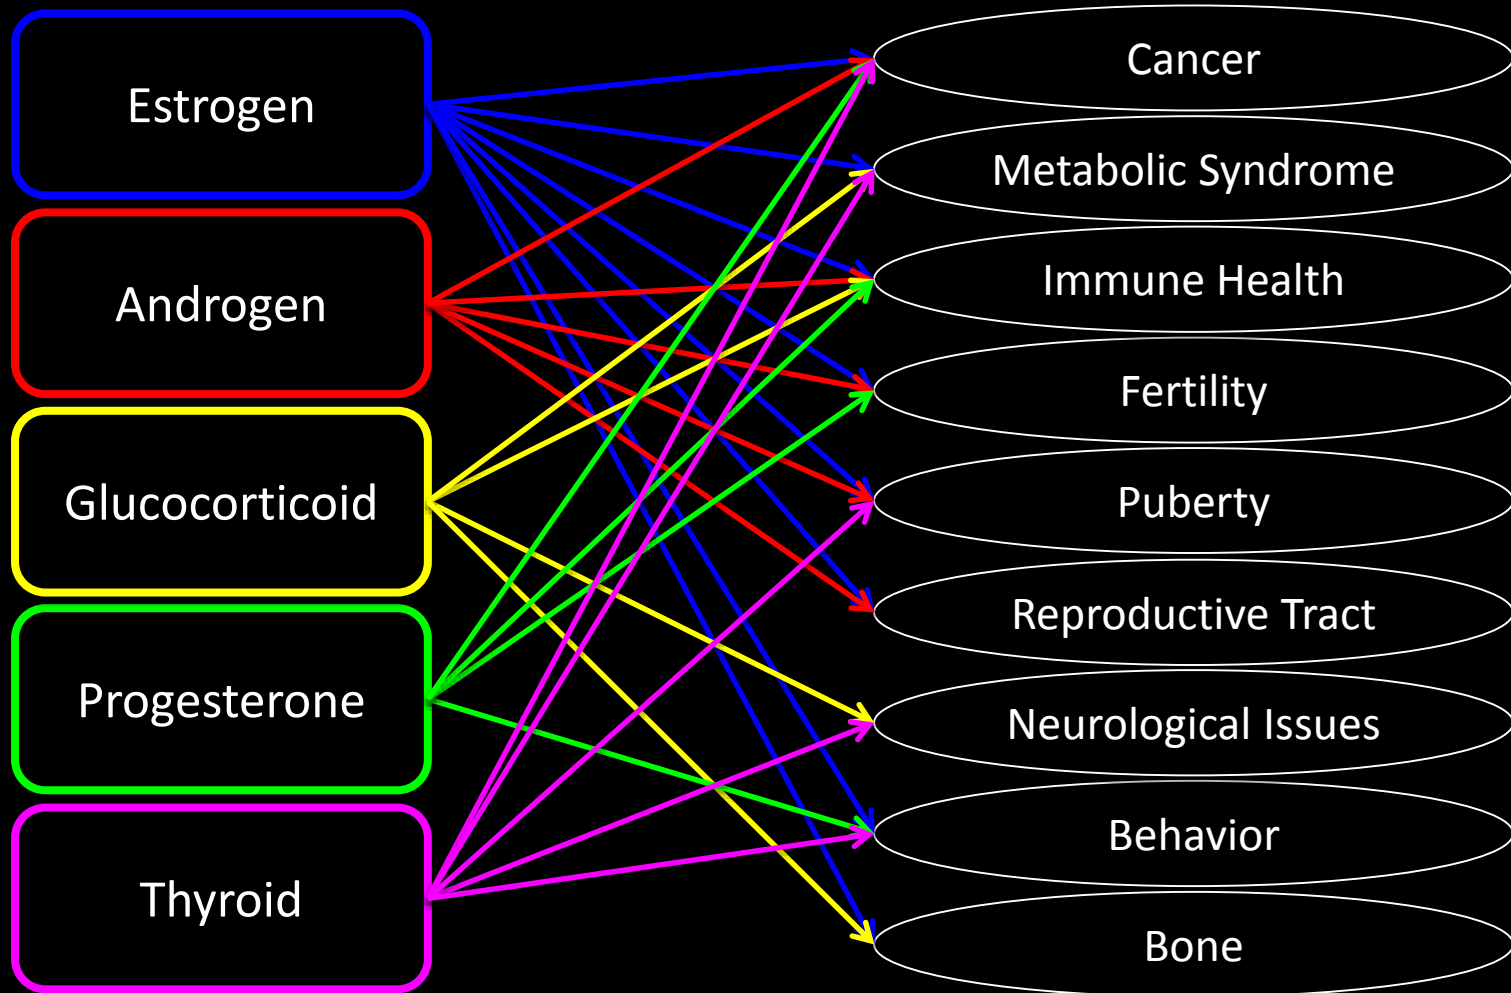 Estrogen
Androgen
Glucocorticoid
Progesterone
Thyroid
Cancer
Metabolic Syndrome
Immune Health
Fertility
Puberty
Reproductive Tract
Neurological Issues
Behavior
Bone